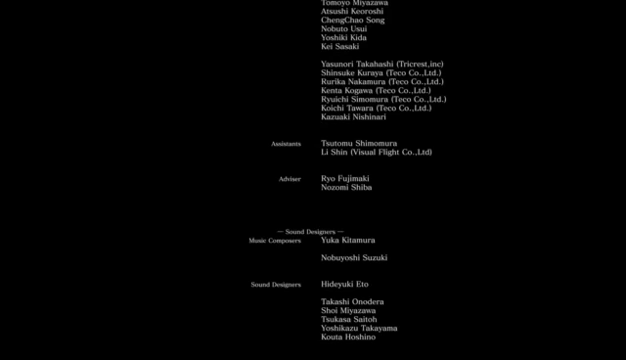 Tomoyo Miyazawa
Atsushi Keoroshi
ChengChao Song
Nobuto Usui
Yoshiki Kida
Kei Sasaki
Yasunori Takahashi (Tricrest,inc)
Shinsuke Kuraya (Teco Co.,Ltd.)
Rurika Nakamura (Teco Co.,Ltd.)
Kenta Kogawa (Teco Co.,Ltd.)
Ryuichi Simomura (Teco Co.,Ltd.)
Koichi Tawara (Teco Co.,Ltd.)
Kazuaki Nishinari
Assistants Tsutomu Shimomura
Li Shin (Visual Flight Co.,Ltd)
Adviser Ryo Fujimaki
Nozomi Shiba
— Sound Designers —
Music Composers Yuka Kitamura
Nobuyoshi Suzuki
Sound Designers Hideyuki Eto
Takashi Onodera
Shoi Miyazawa
Tsukasa Saitoh
Yoshikazu Takayama
Kouta Hoshino